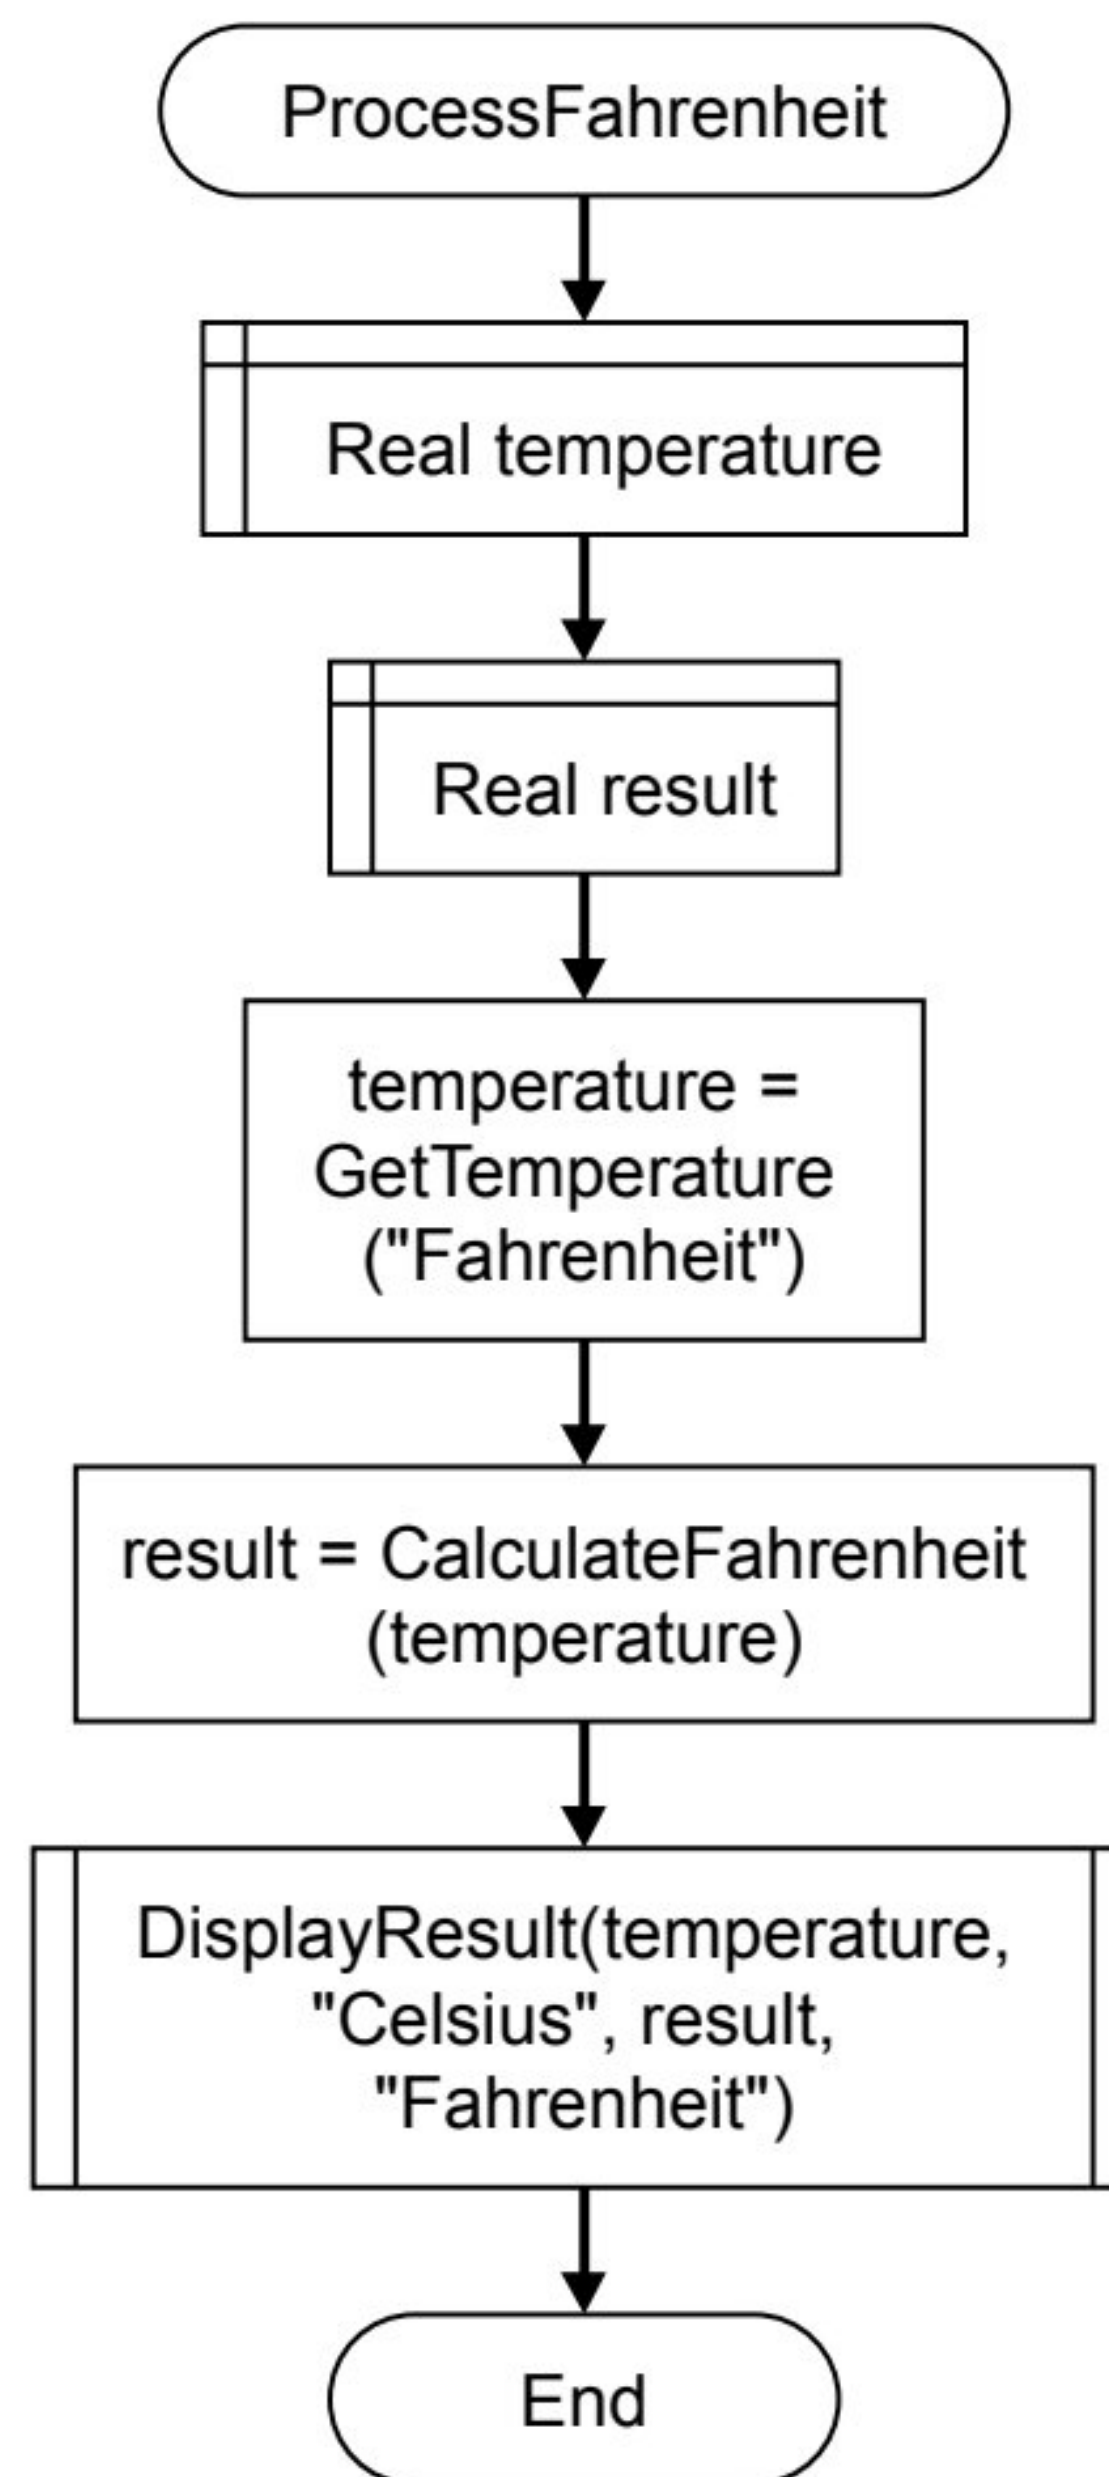 ProcessFahrenheit
Real temperature
Real result
temperature =
GetTemperature
("Fahrenheit")
result = CalculateFahrenheit
(temperature)
DisplayResult(temperature,
"Celsius", result,
"Fahrenheit")
End